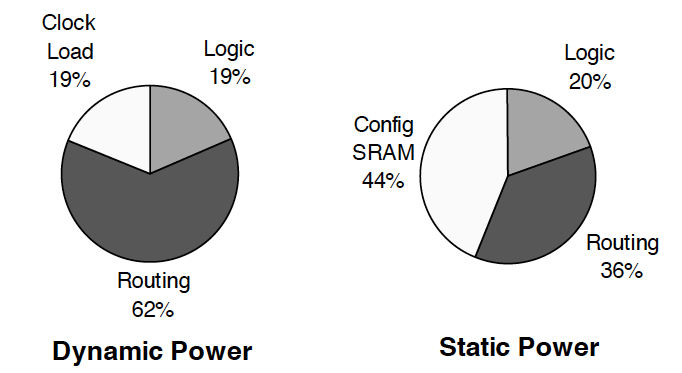 Clock
Load
19%
Logic
19%
Routing
62%
Dynamic Power
Logic
20%
Config
SRAM
44%
Routing
36%
Static Power